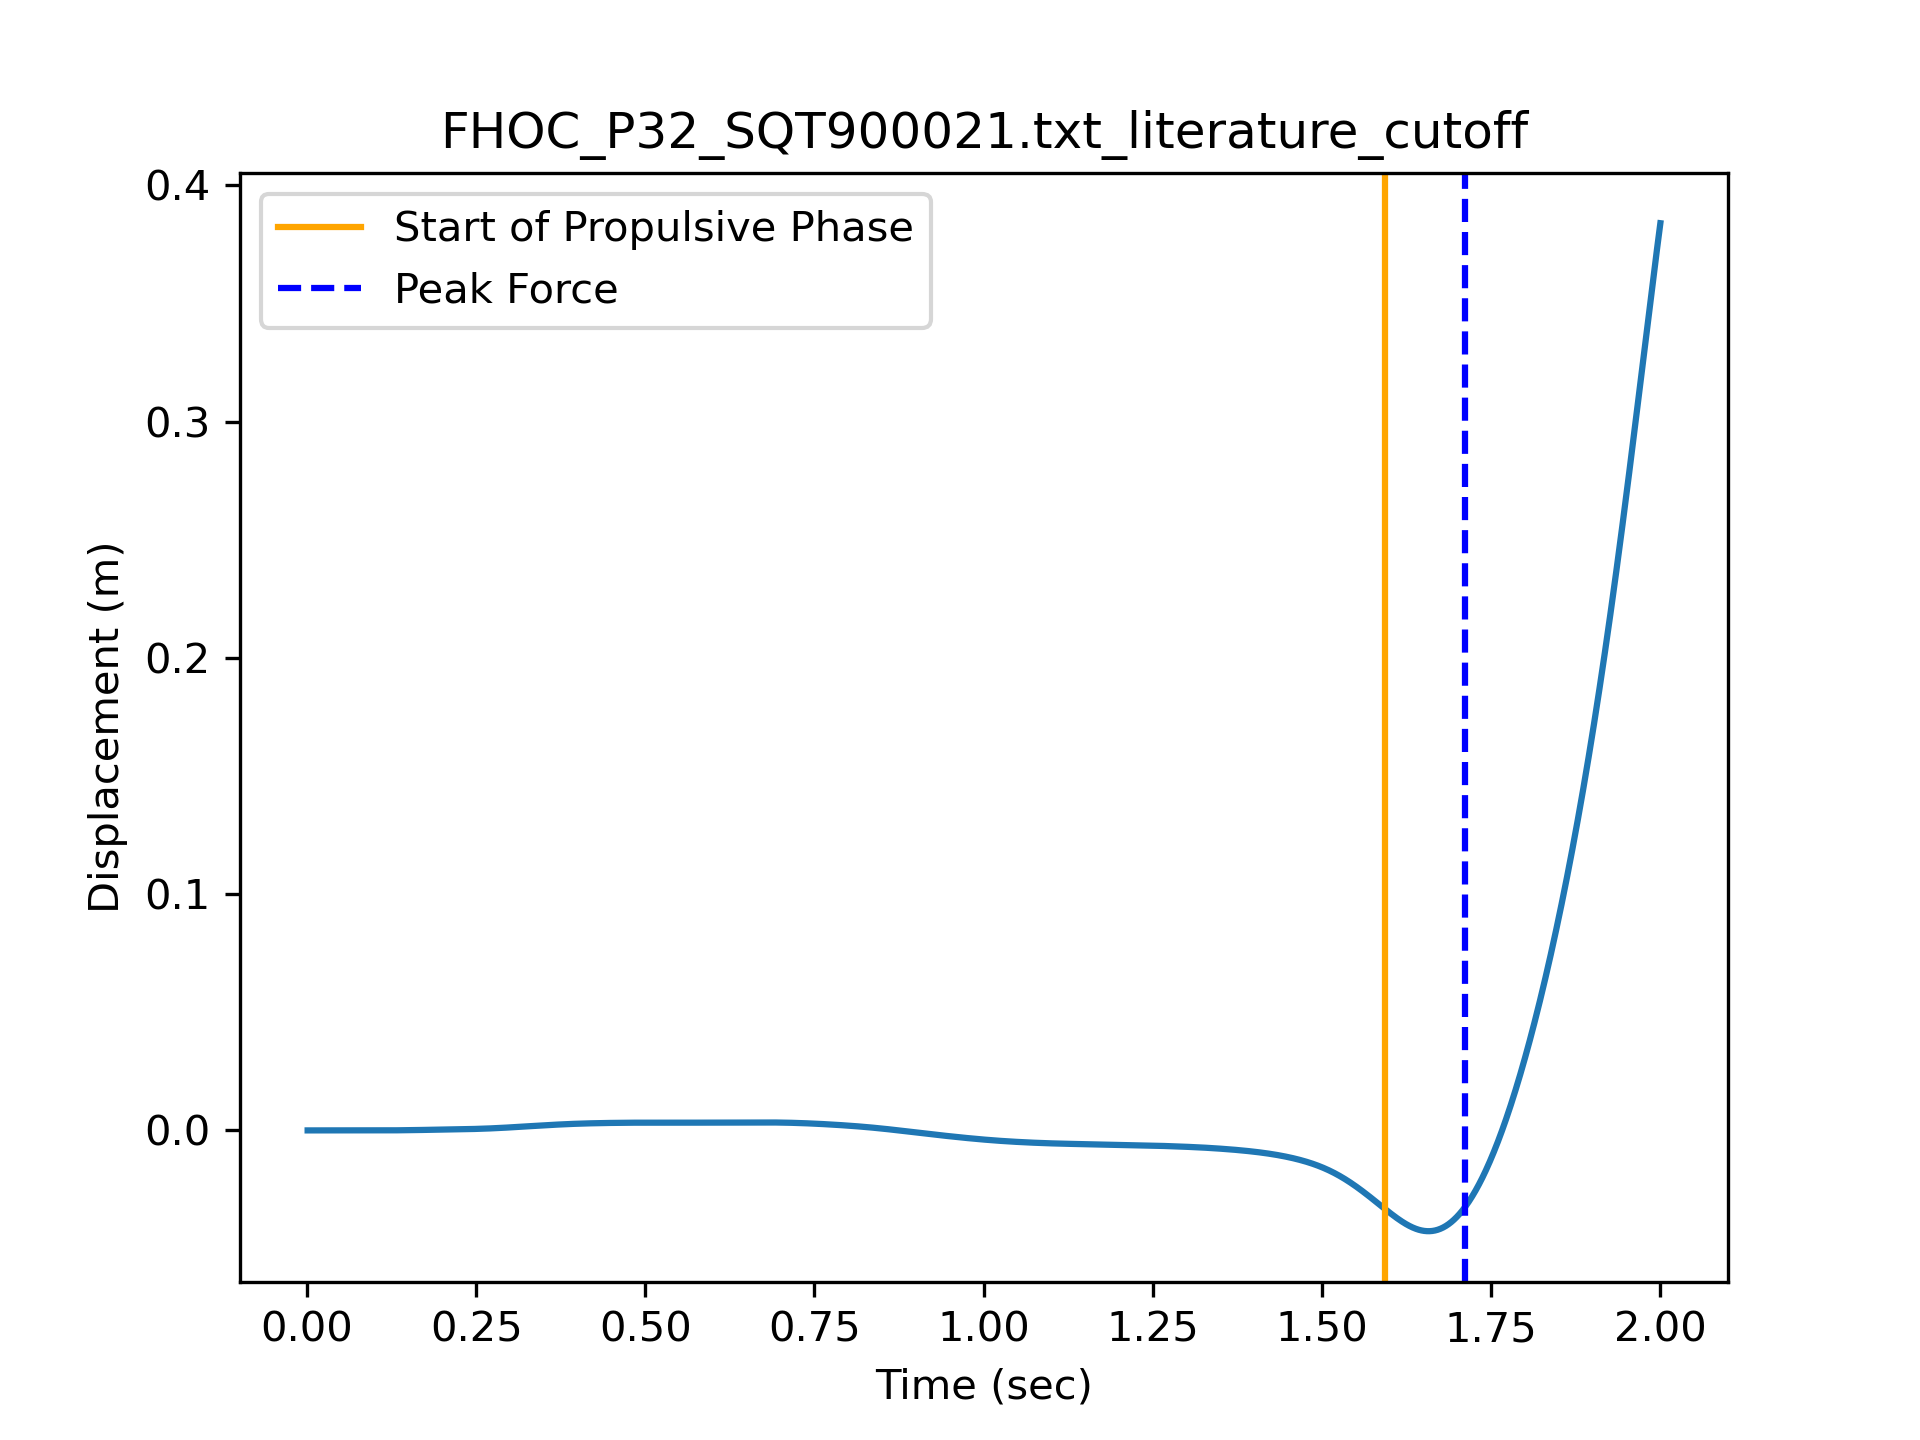 FHOC_P32_SQT900021.txt_literature_cutoff
Start of Propulsive Phase
Peak Force
Displacement (m)
0.4
0.3
0.2
0.1
0.0
0.00 0.25 0.50 0.75 1.00 1.25 1.50 1.75 2.00
Time (sec)